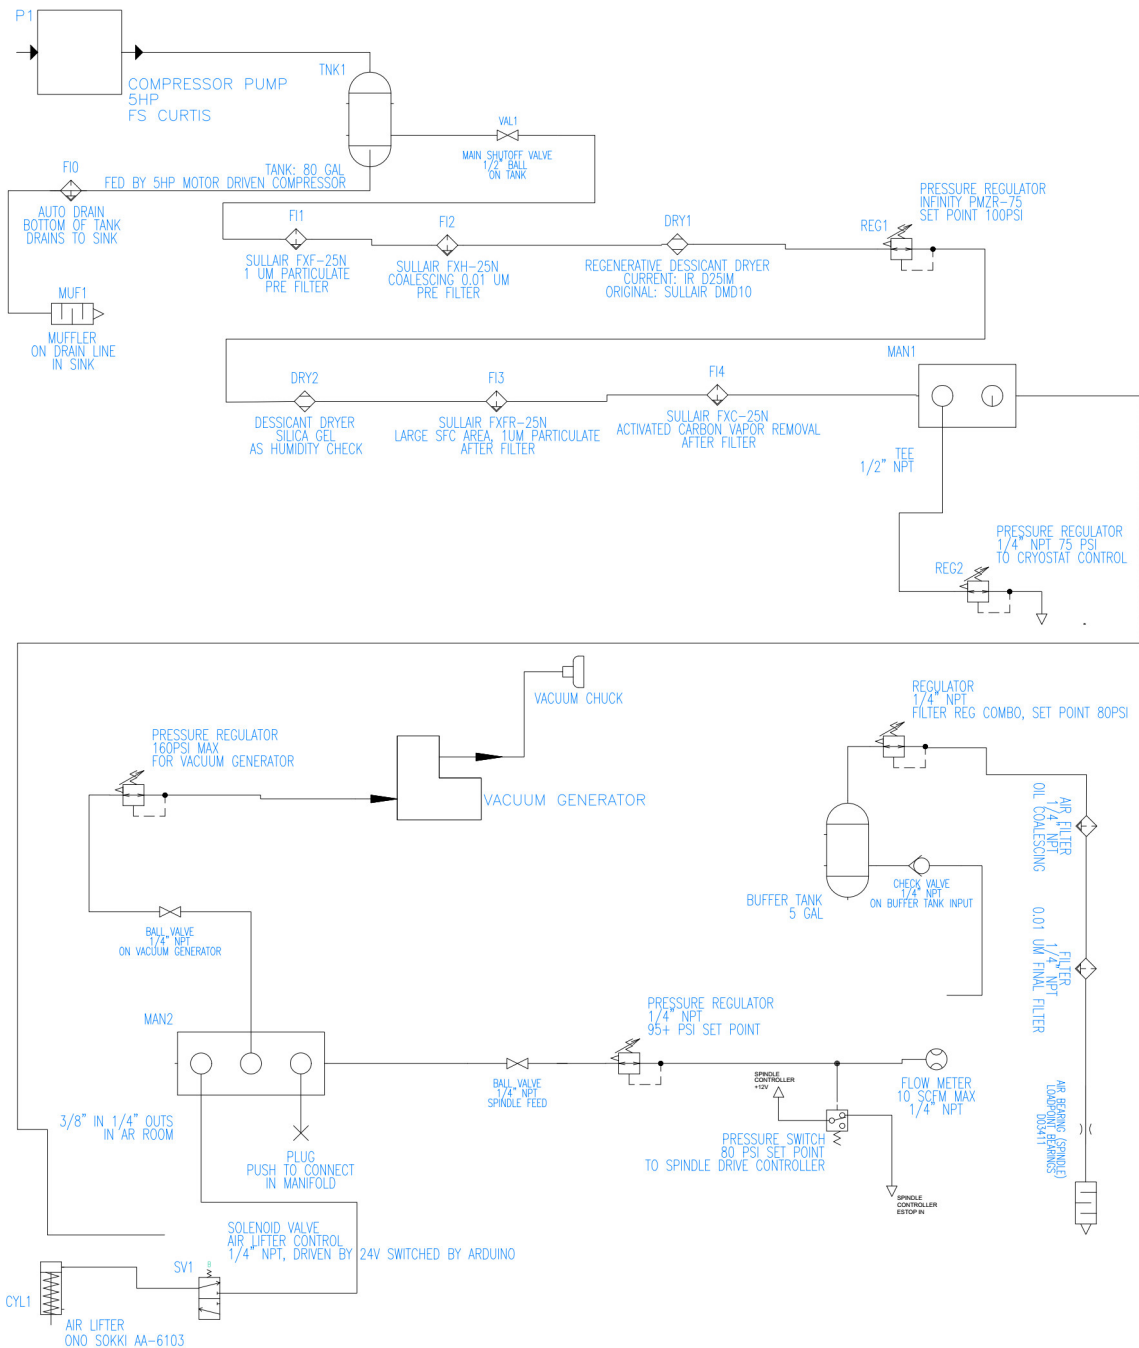 P1
COMPRESSOR PUMP
5HP
FS CURTIS
TNK1
TANK: 80 GAL
FED BY 5HP MOTOR DRIVEN COMPRESSOR
VAL1
MAIN SHUTOFF VALVE
1/2" BALL
ON TANK
FI0
AUTO DRAIN
BOTTOM OF TANK
DRAINS TO SINK
MUF1
MUFFLER
ON DRAIN LINE
IN SINK
FI1
SULLAIR FXF-25N
1 UM PARTICULATE
PRE FILTER
FI2
SULLAIR FXH-25N
COALESCING 0.01 UM
PRE FILTER
DRY1
REGENERATIVE DESSICANT DRYER
CURRENT: IR D25IM
ORIGINAL: SULLAIR DMD10
REG1
PRESSURE REGULATOR
INFINITY PMZR-75
SET POINT 100PSI
DRY2
DESSICANT DRYER
SILICA GEL
AS HUMIDITY CHECK
FI3
SULLAIR FXFR-25N
LARGE SFC AREA, 1UM PARTICULATE
AFTER FILTER
FI4
SULLAIR FXC-25N
ACTIVATED CARBON VAPOR REMOVAL
AFTER FILTER
MAN1
TEE
1/2" NPT
PRESSURE REGULATOR
1/4" NPT 75 PSI
TO CRYOSTAT CONTROL
REG2
VACUUM CHUCK
PRESSURE REGULATOR
160PSI MAX
FOR VACUUM GENERATOR
VACUUM GENERATOR
REGULATOR
1/4" NPT
FILTER REG COMBO, SET POINT 80PSI
AIR FILTER
1/4" NPT
OIL COALESCING
BUFFER TANK
5 GAL
CHECK VALVE
1/4" NPT
ON BUFFER TANK INPUT
FILTER
1/4" NPT
0.01 UM FINAL FILTER
BALL VALVE
1/4" NPT
ON VACUUM GENERATOR
MAN2
3/8" IN 1/4" OUTS
IN AR ROOM
PLUG
PUSH TO CONNECT
IN MANIFOLD
BALL VALVE
1/4" NPT
SPINDLE FEED
PRESSURE REGULATOR
1/4" NPT
95+ PSI SET POINT
SPINDLE
CONTROLLER
+12V
PRESSURE SWITCH
80 PSI SET POINT
TO SPINDLE DRIVE CONTROLLER
SPINDLE
CONTROLLER
ESTOP IN
FLOW METER
10 SCFM MAX
1/4" NPT
AIR BEARING (SPINDLE)
LOADPOINT BEARINGS
D03411
SOLENOID VALVE
AIR LIFTER CONTROL
1/4" NPT, DRIVEN BY 24V SWITCHED BY ARDUINO
SV1
CYL1
AIR LIFTER
ONO SOKKI AA-6103